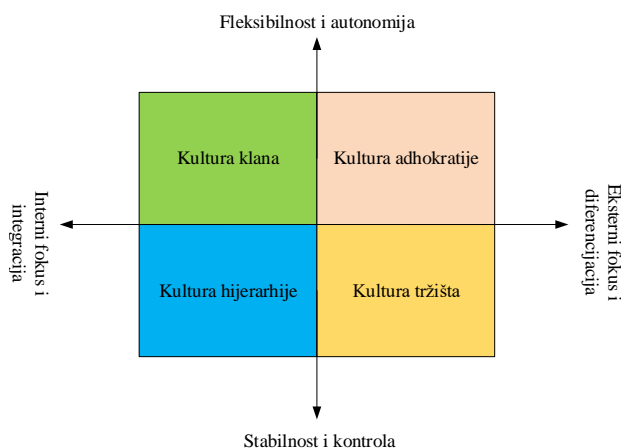 Fleksibilnost i autonomija
Kultura klana
Kultura adhokratije
Interni fokus i
integracija
Eksterni fokus i
diferencijacija
Kultura hijerarhije
Kultura tržišta
Stabilnost i kontrola